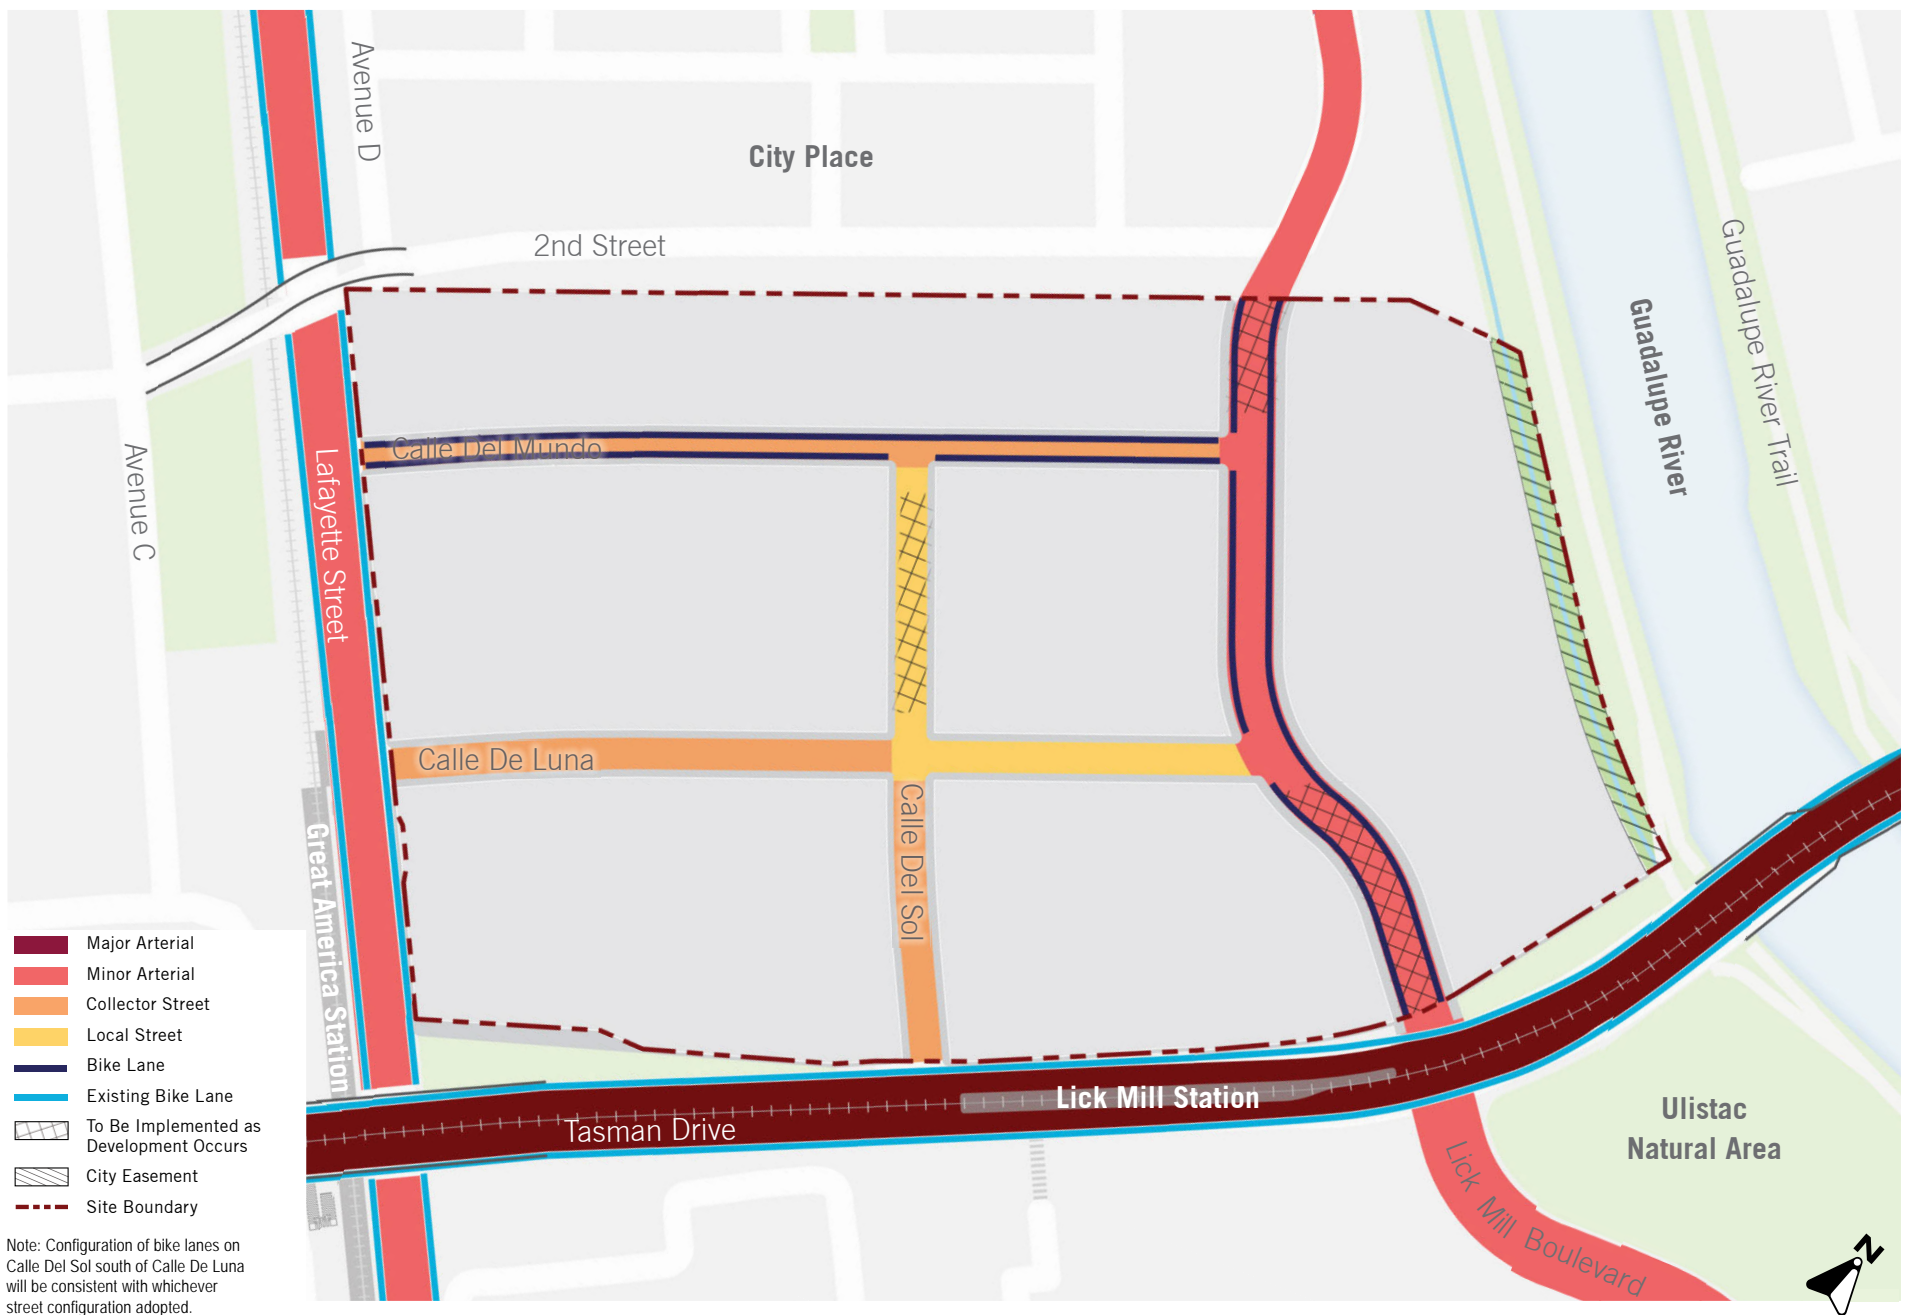 Avenue D
City Place
2nd Street
Guadalupe River Trail
Guadalupe River
Calle Del Mundo
Lafayette Street
Avenue C
Calle De Luna
Calle Del Sol
Great America Station
Lick Mill Station
Tasman Drive
Ulistac
Natural Area
Lick Mill Boulevard
N
Major Arterial
Minor Arterial
Collector Street
Local Street
Bike Lane
Existing Bike Lane
To Be Implemented as
Development Occurs
City Easement
Site Boundary
Note: Configuration of bike lanes on
Calle Del Sol south of Calle De Luna
will be consistent with whichever
street configuration adopted.